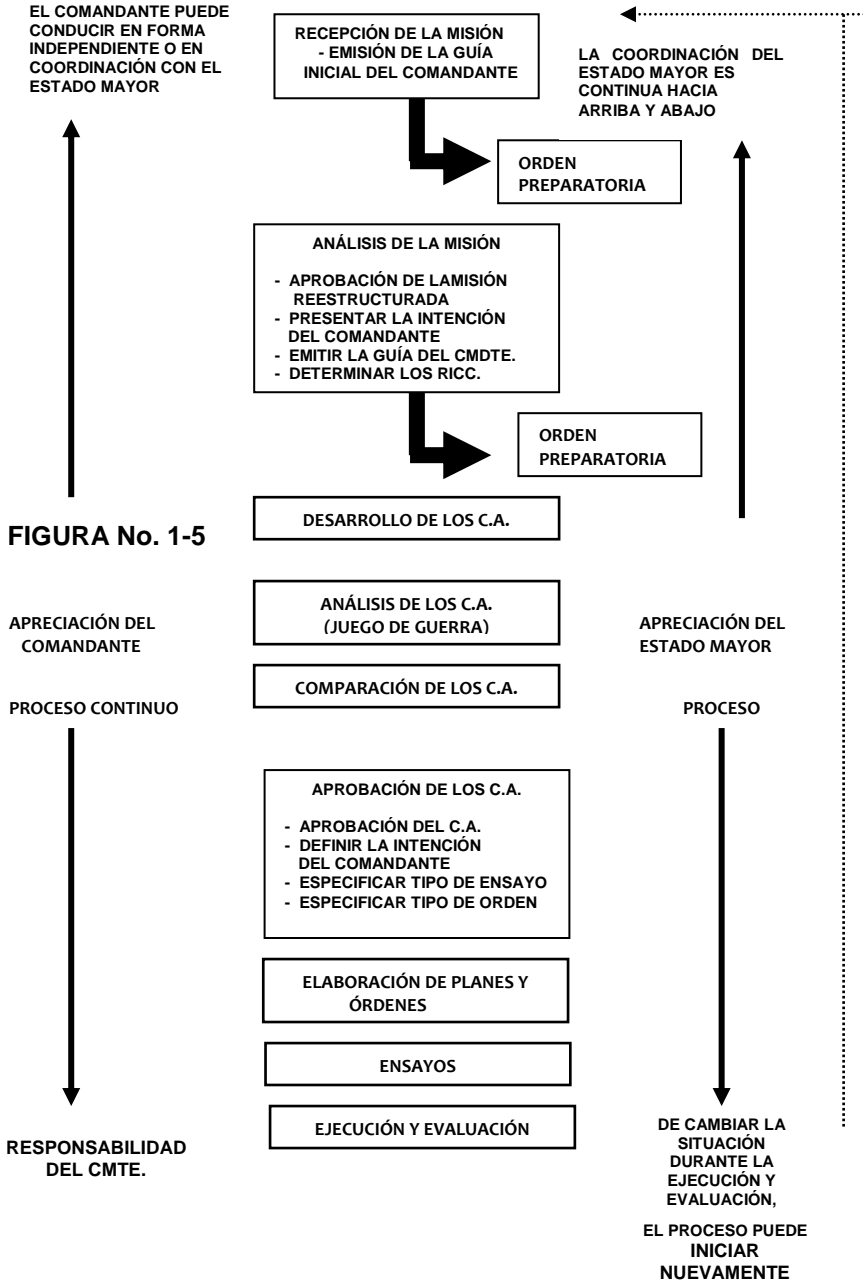 EL COMANDANTE PUEDE
CONDUCIR EN FORMA
INDEPENDIENTE O EN
COORDINACIÓN CON EL
ESTADO MAYOR
RECEPCIÓN DE LA MISIÓN
- EMISIÓN DE LA GUÍA
INICIAL DEL COMANDANTE
LA COORDINACIÓN DEL
ESTADO MAYOR ES
CONTINUA HACIA
ARRIBA Y ABAJO
ORDEN
PREPARATORIA
ANÁLISIS DE LA MISIÓN
- APROBACIÓN DE LAMISIÓN
REESTRUCTURADA
- PRESENTAR LA INTENCIÓN
DEL COMANDANTE
- EMITIR LA GUÍA DEL CMDTE.
- DETERMINAR LOS RICC.
ORDEN
PREPARATORIA
DESARROLLO DE LOS C.A.
FIGURA No. 1-5
ANÁLISIS DE LOS C.A.
(JUEGO DE GUERRA)
APRECIACIÓN DEL
COMANDANTE
APRECIACIÓN DEL
ESTADO MAYOR
COMPARACIÓN DE LOS C.A.
PROCESO CONTINUO
PROCESO
APROBACIÓN DE LOS C.A.
- APROBACIÓN DEL C.A.
- DEFINIR LA INTENCIÓN
DEL COMANDANTE
- ESPECIFICAR TIPO DE ENSAYO
- ESPECIFICAR TIPO DE ORDEN
ELABORACIÓN DE PLANES Y
ÓRDENES
ENSAYOS
EJECUCIÓN Y EVALUACIÓN
RESPONSABILIDAD
DEL CMTE.
DE CAMBIAR LA
SITUACIÓN
DURANTE LA
EJECUCIÓN Y
EVALUACIÓN,
EL PROCESO PUEDE
INICIAR
NUEVAMENTE